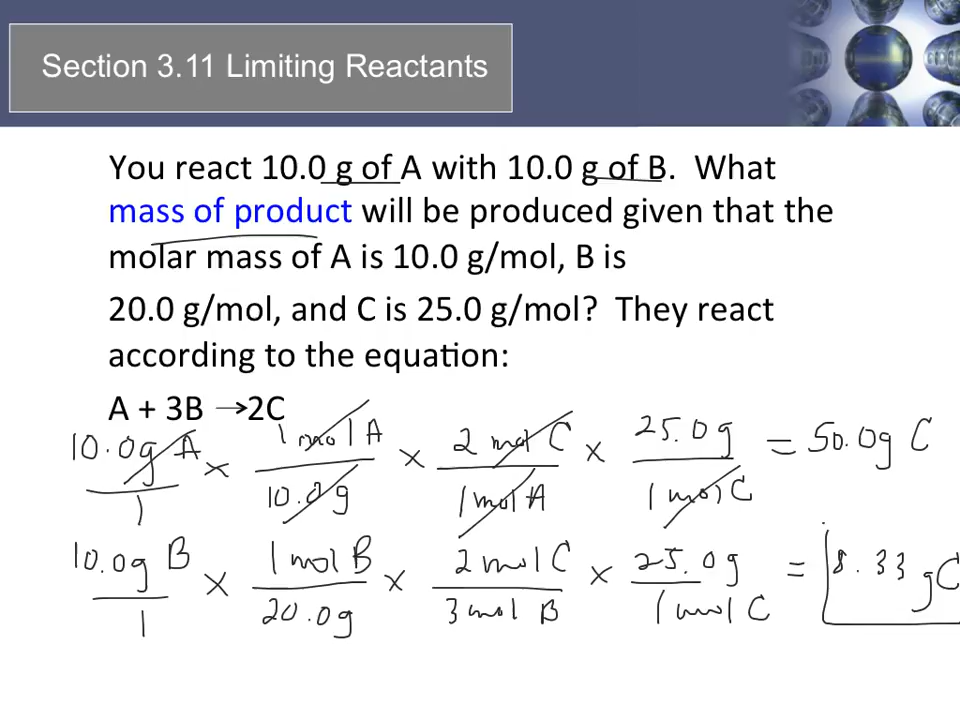 Section 3.11 Limiting Reactants
You react 10.0 g of A with 10.0 g of B.  What
mass of product will be produced given that the
molar mass of A is 10.0 g/mol, B is
20.0 g/mol, and C is 25.0 g/mol?  They react
according to the equation:
A + 3B →2C
10.0g A / 1 × 1 mol A / 10.0g × 2 mol C / 1 mol A × 25.0g / 1 mol C = 50.0g C
10.0g B / 1 × 1 mol B / 20.0g × 2 mol C / 3 mol B × 25.0g / 1 mol C = 8.33 g C